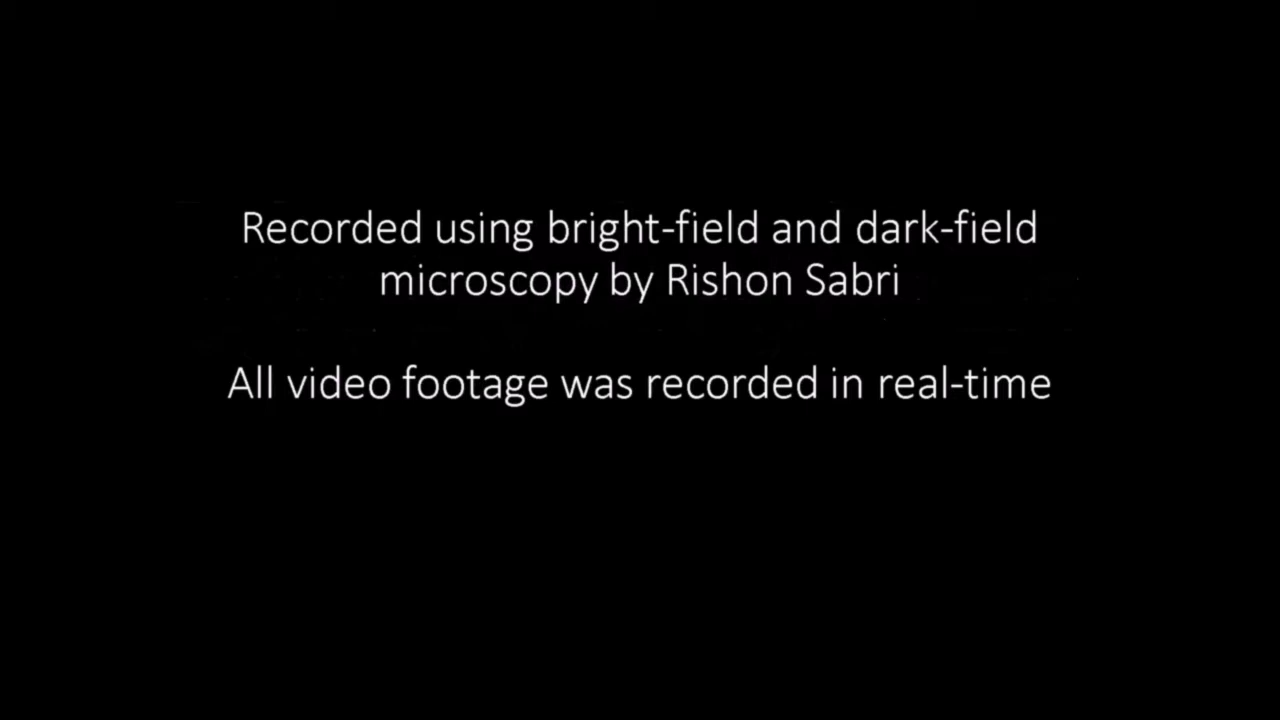 Recorded using bright-field and dark-field
microscopy by Rishon Sabri
All video footage was recorded in real-time